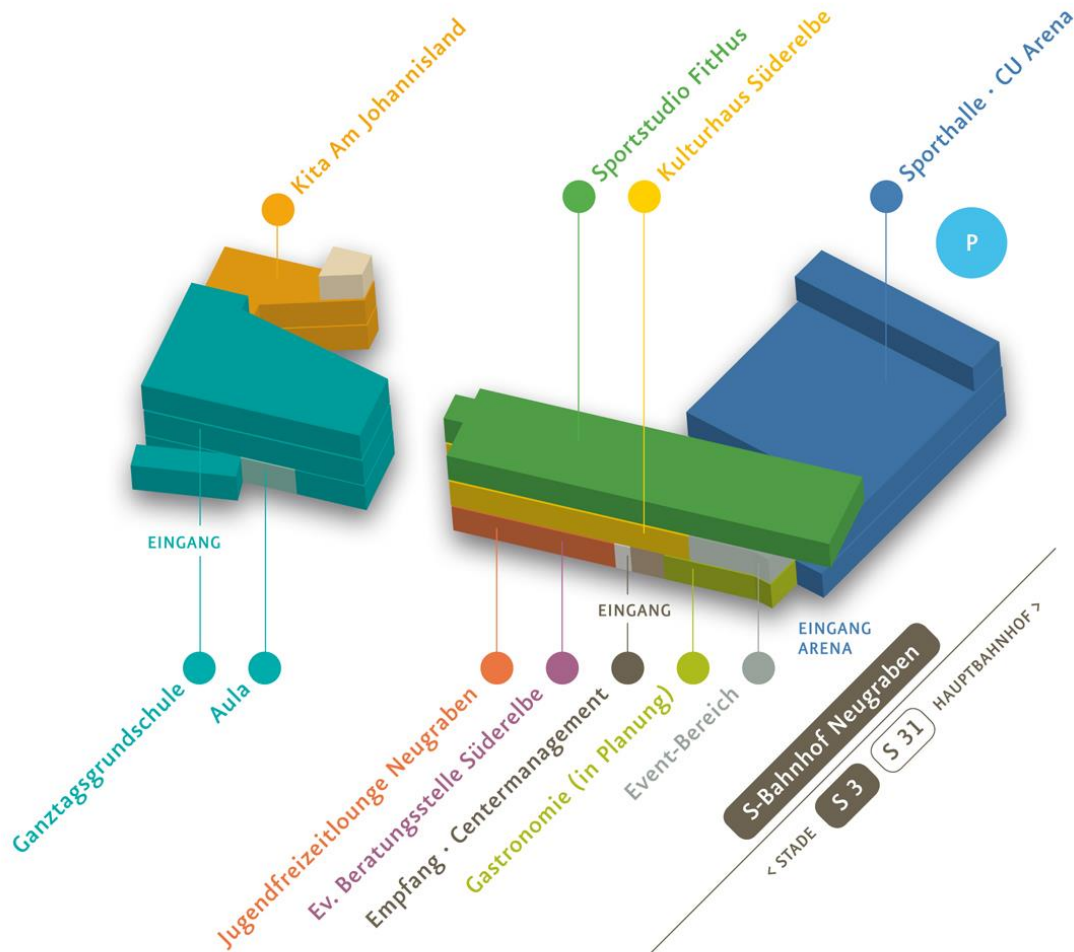 Kita Am Johannisland
Sportstudio FitHus
Kulturhaus Süderelbe
Sporthalle · CU Arena
P
EINGANG
EINGANG
EINGANG
ARENA
Ganztagsgrundschule
Aula
Jugendfreizeitlounge Neugraben
Ev. Beratungsstelle Süderelbe
Empfang · Centermanagement
Gastronomie (in Planung)
Event-Bereich
S-Bahnhof Neugraben
< STADE S 3 S 31 HAUPTBAHNHOF >